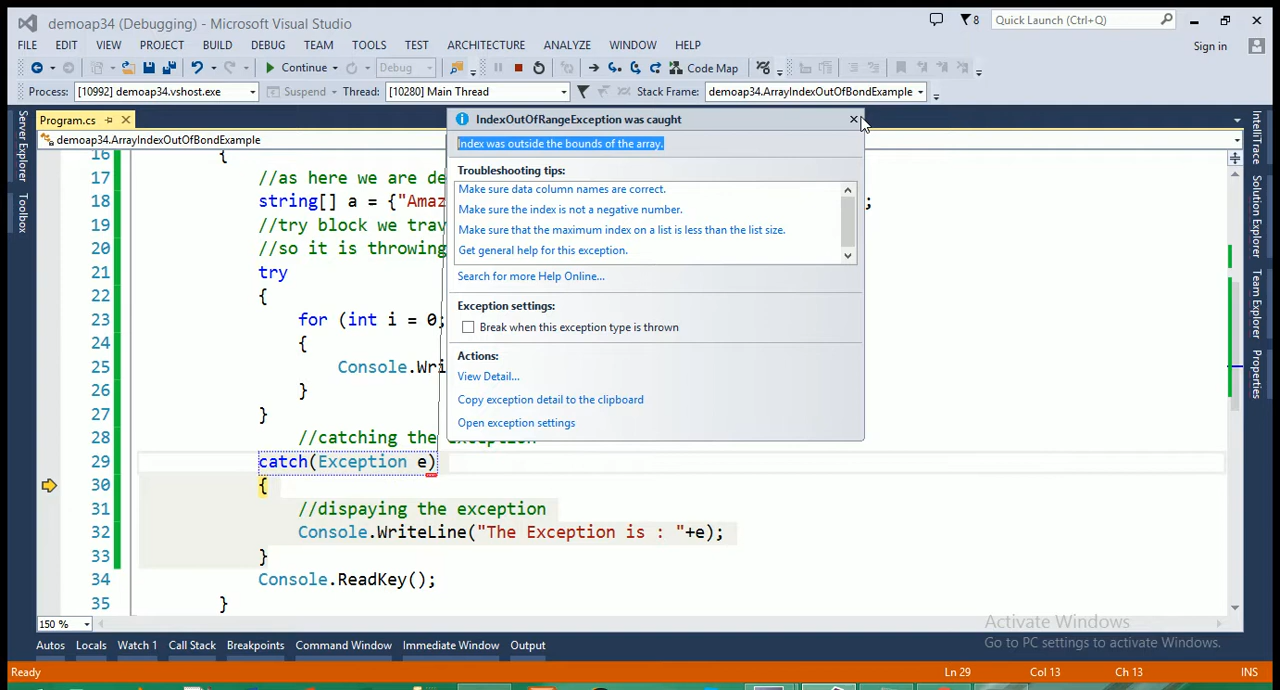 demoap34 (Debugging) - Microsoft Visual Studio
8
Quick Launch (Ctrl+Q)
FILE EDIT VIEW PROJECT BUILD DEBUG TEAM TOOLS TEST ARCHITECTURE ANALYZE WINDOW HELP
Sign in
Continue Debug Code Map
Process: [10992] demoap34.vshost.exe Suspend Thread: [10280] Main Thread Stack Frame: demoap34.ArrayIndexOutOfBondExample
Program.cs
demoap34.ArrayIndexOutOfBondExample
Server Explorer
Toolbox
IntelliTrace
Solution Explorer
Team Explorer
Properties
IndexOutOfRangeException was caught
Index was outside the bounds of the array.
Troubleshooting tips:
Make sure data column names are correct.
Make sure the index is not a negative number.
Make sure that the maximum index on a list is less than the list size.
Get general help for this exception.
Search for more Help Online...
Exception settings:
Break when this exception type is thrown
Actions:
View Detail...
Copy exception detail to the clipboard
Open exception settings
16 {
17 //as here we are de
18 string[] a = {"Amaz ;
19 //try block we trav
20 //so it is throwing
21 try
22 {
23 for (int i = 0;
24 {
25 Console.Wri
26 }
27 }
28 //catching the exception
29 catch(Exception e)
30 {
31 //dispaying the exception
32 Console.WriteLine("The Exception is : "+e);
33 }
34 Console.ReadKey();
35 }
150 %
Activate Windows
Go to PC settings to activate Windows.
Autos Locals Watch 1 Call Stack Breakpoints Command Window Immediate Window Output
Ready Ln 29 Col 13 Ch 13 INS